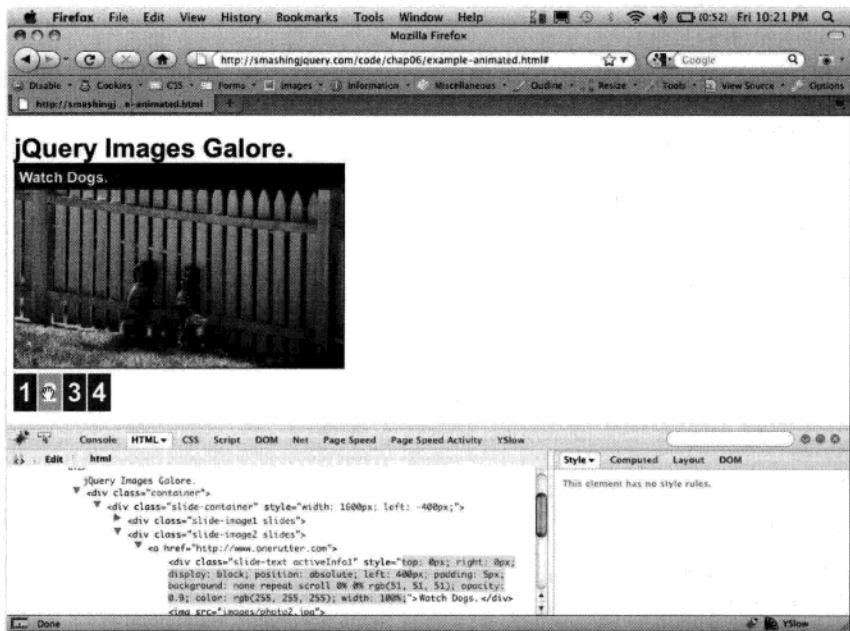 Firefox File Edit View History Bookmarks Tools Window Help (0:52) Fri 10:21 PM
Mozilla Firefox
http://smashingjquery.com/code/chap06/example-animated.html# Google
Disable Cookies CSS Forms Images Information Miscellaneous Outline Resize Tools View Source Options
http://smashingj...n-animated.html
jQuery Images Galore.
Watch Dogs.
1 3 4
Console HTML CSS Script DOM Net Page Speed Page Speed Activity YSlow
Edit html
Style Computed Layout DOM
This element has no style rules.
jQuery Images Galore.
<div class="container">
<div class="slide-container" style="width: 1600px; left: -400px;">
<div class="slide-image1 slides">
<div class="slide-image2 slides">
<a href="http://www.onerutter.com">
<div class="slide-text activeInfo1" style="top: 0px; right: 0px;
display: block; position: absolute; left: 400px; padding: 5px;
background: none repeat scroll 0% 0% rgb(51, 51, 51); opacity:
0.9; color: rgb(255, 255, 255); width: 100%;">Watch Dogs.</div>
<img src="images/photo2.jpg">
Done YSlow